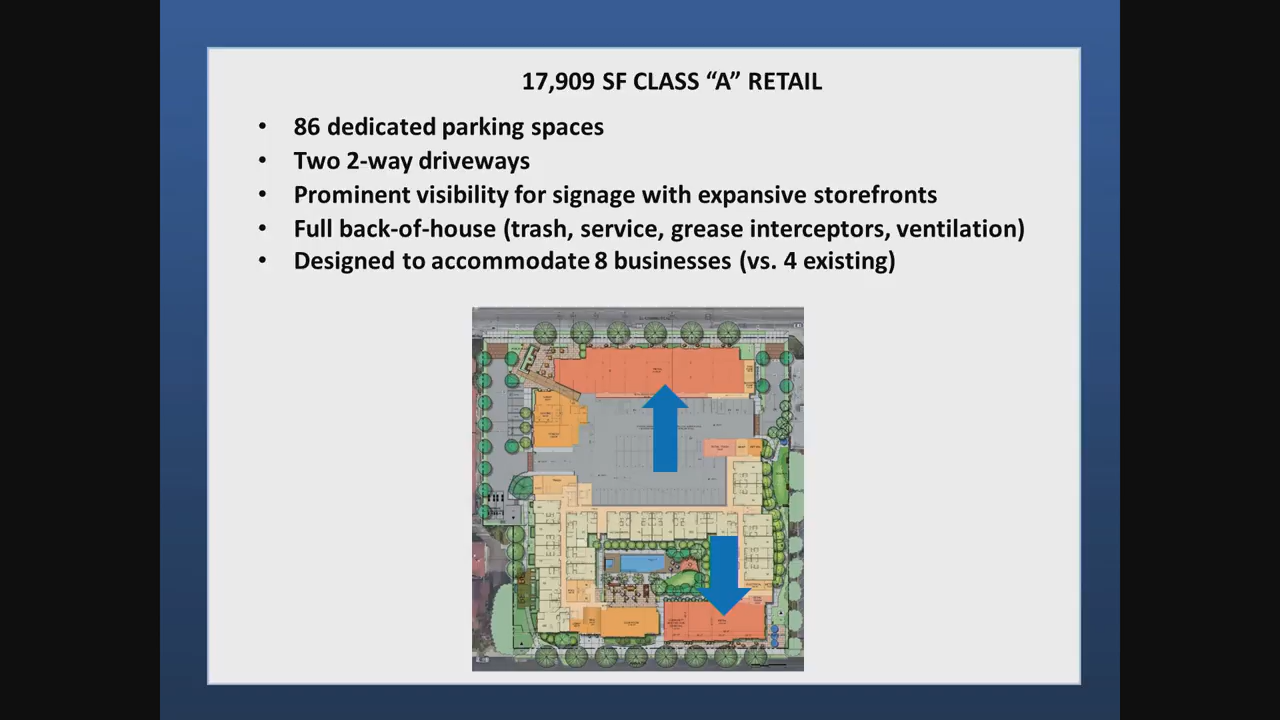 17,909 SF CLASS “A” RETAIL
• 86 dedicated parking spaces
• Two 2-way driveways
• Prominent visibility for signage with expansive storefronts
• Full back-of-house (trash, service, grease interceptors, ventilation)
• Designed to accommodate 8 businesses (vs. 4 existing)